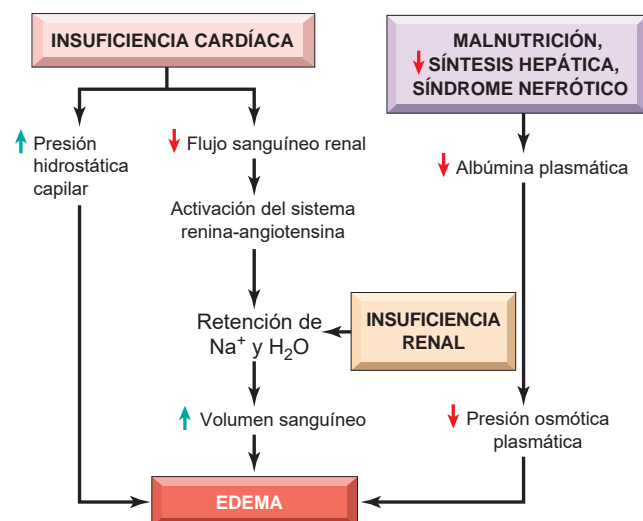 INSUFICIENCIA CARDÍACA
MALNUTRICIÓN,
SÍNTESIS HEPÁTICA,
SÍNDROME NEFRÓTICO
Presión
hidrostática
capilar
Flujo sanguíneo renal
Albúmina plasmática
Activación del sistema
renina-angiotensina
Retención de
Na⁺ y H₂O
INSUFICIENCIA
RENAL
Volumen sanguíneo
Presión osmótica
plasmática
EDEMA